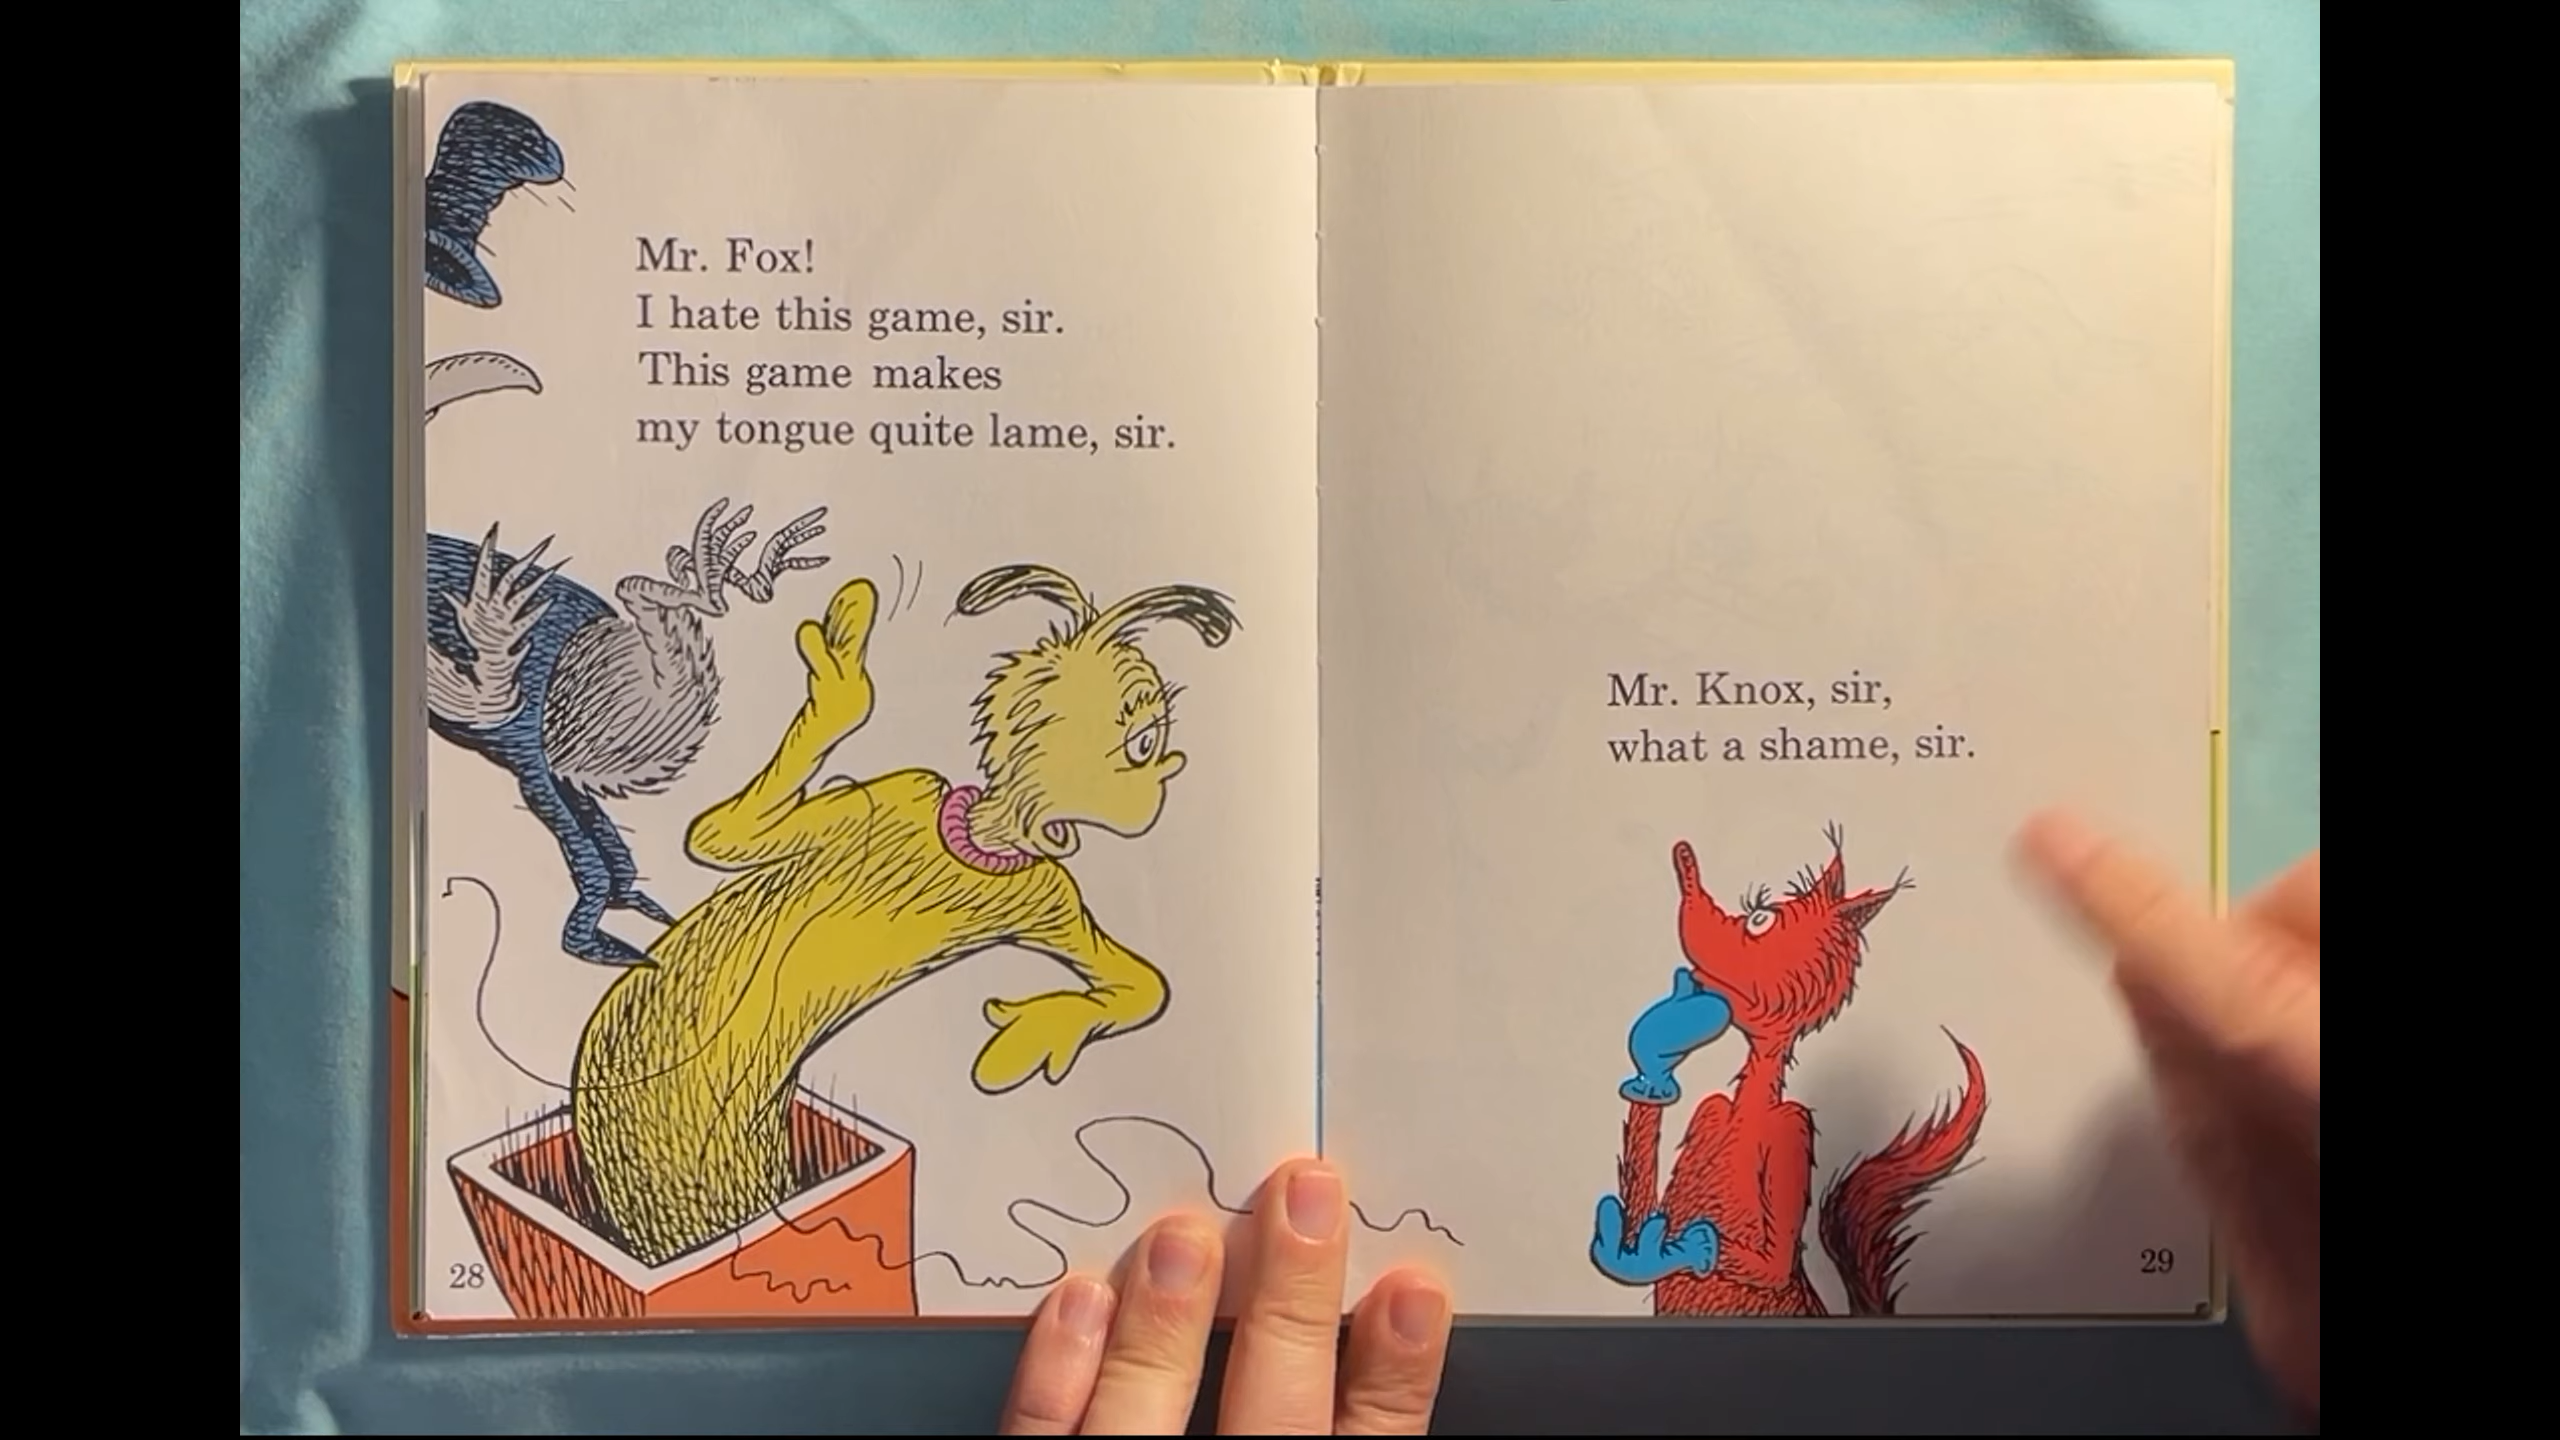 Mr. Fox!
I hate this game, sir.
This game makes
my tongue quite lame, sir.
28
Mr. Knox, sir,
what a shame, sir.
29